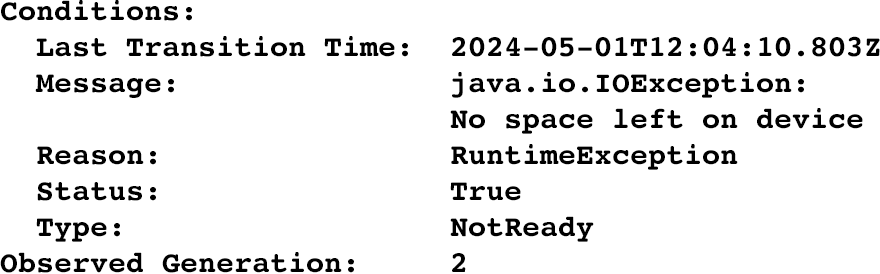 Conditions:
Last Transition Time: 2024-05-01T12:04:10.803Z
Message: java.io.IOException:
No space left on device
Reason: RuntimeException
Status: True
Type: NotReady
Observed Generation: 2